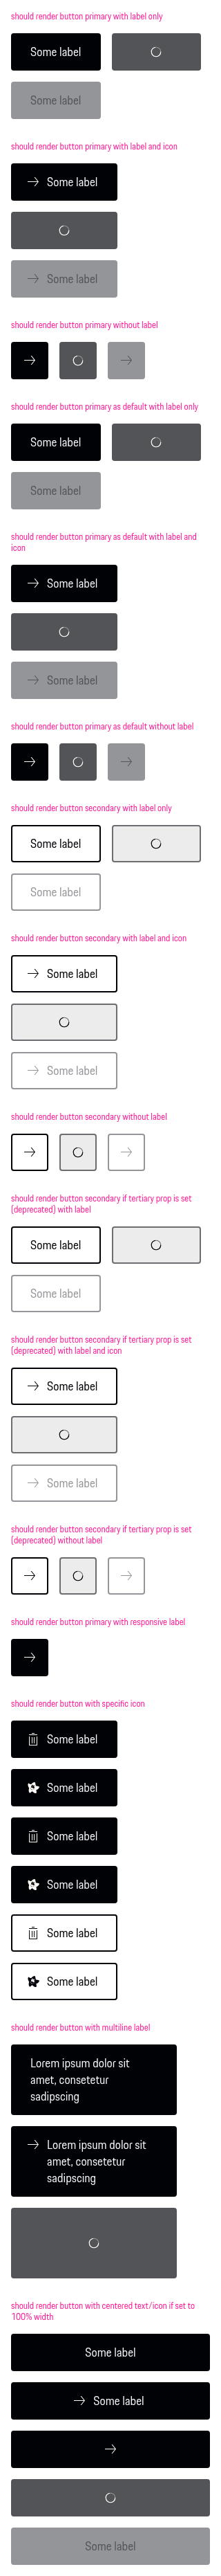 should render button primary with label only
Some label
Some label
should render button primary with label and icon
Some label
Some label
should render button primary without label
should render button primary as default with label only
Some label
Some label
should render button primary as default with label and
icon
Some label
Some label
should render button primary as default without label
should render button secondary with label only
Some label
Some label
should render button secondary with label and icon
Some label
Some label
should render button secondary without label
should render button secondary if tertiary prop is set
(deprecated) with label
Some label
Some label
should render button secondary if tertiary prop is set
(deprecated) with label and icon
Some label
Some label
should render button secondary if tertiary prop is set
(deprecated) without label
should render button primary with responsive label
should render button with specific icon
Some label
Some label
Some label
Some label
Some label
Some label
should render button with multiline label
Lorem ipsum dolor sit
amet, consetetur
sadipscing
Lorem ipsum dolor sit
amet, consetetur
sadipscing
should render button with centered text/icon if set to
100% width
Some label
Some label
Some label